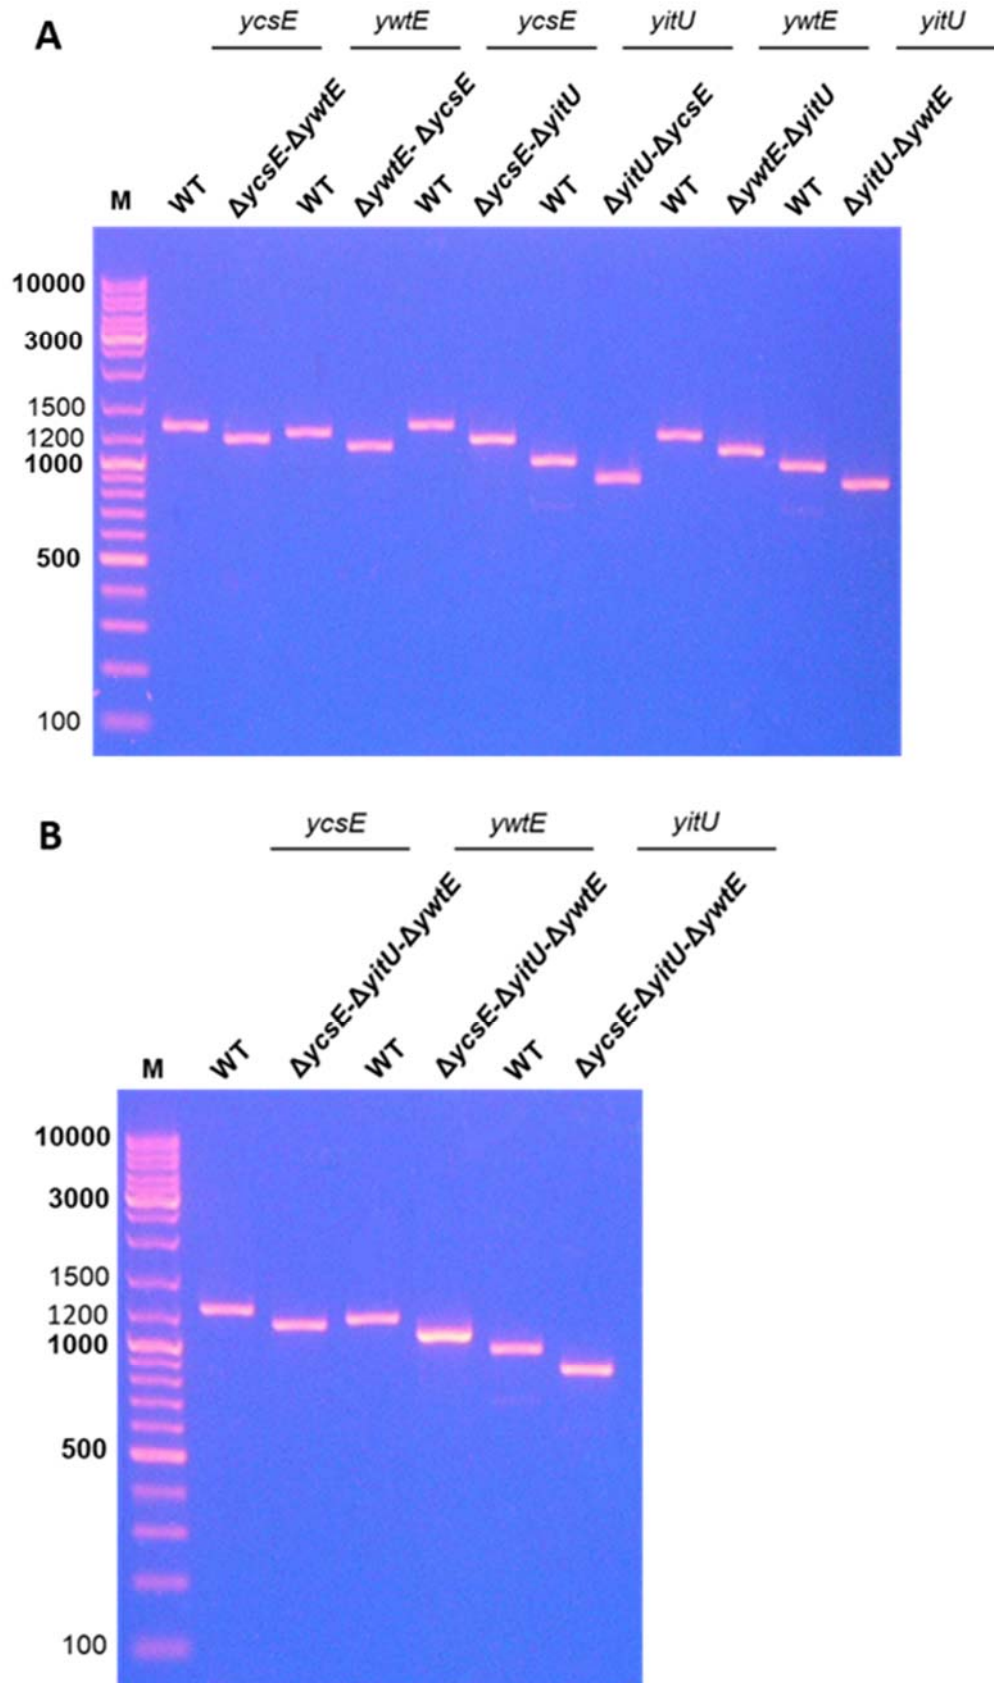 A
ycsE ywtE ycsE yitU ywtE yitU
M WT ΔycsE-ΔywtE WT ΔywtE- ΔycsE WT ΔycsE-ΔyitU WT ΔyitU-ΔycsE WT ΔywtE-ΔyitU WT ΔyitU-ΔywtE
10000
3000
1500
1200
1000
500
100
B
ycsE ywtE yitU
M WT ΔycsE-ΔyitU-ΔywtE WT ΔycsE-ΔyitU-ΔywtE WT ΔycsE-ΔyitU-ΔywtE
10000
3000
1500
1200
1000
500
100